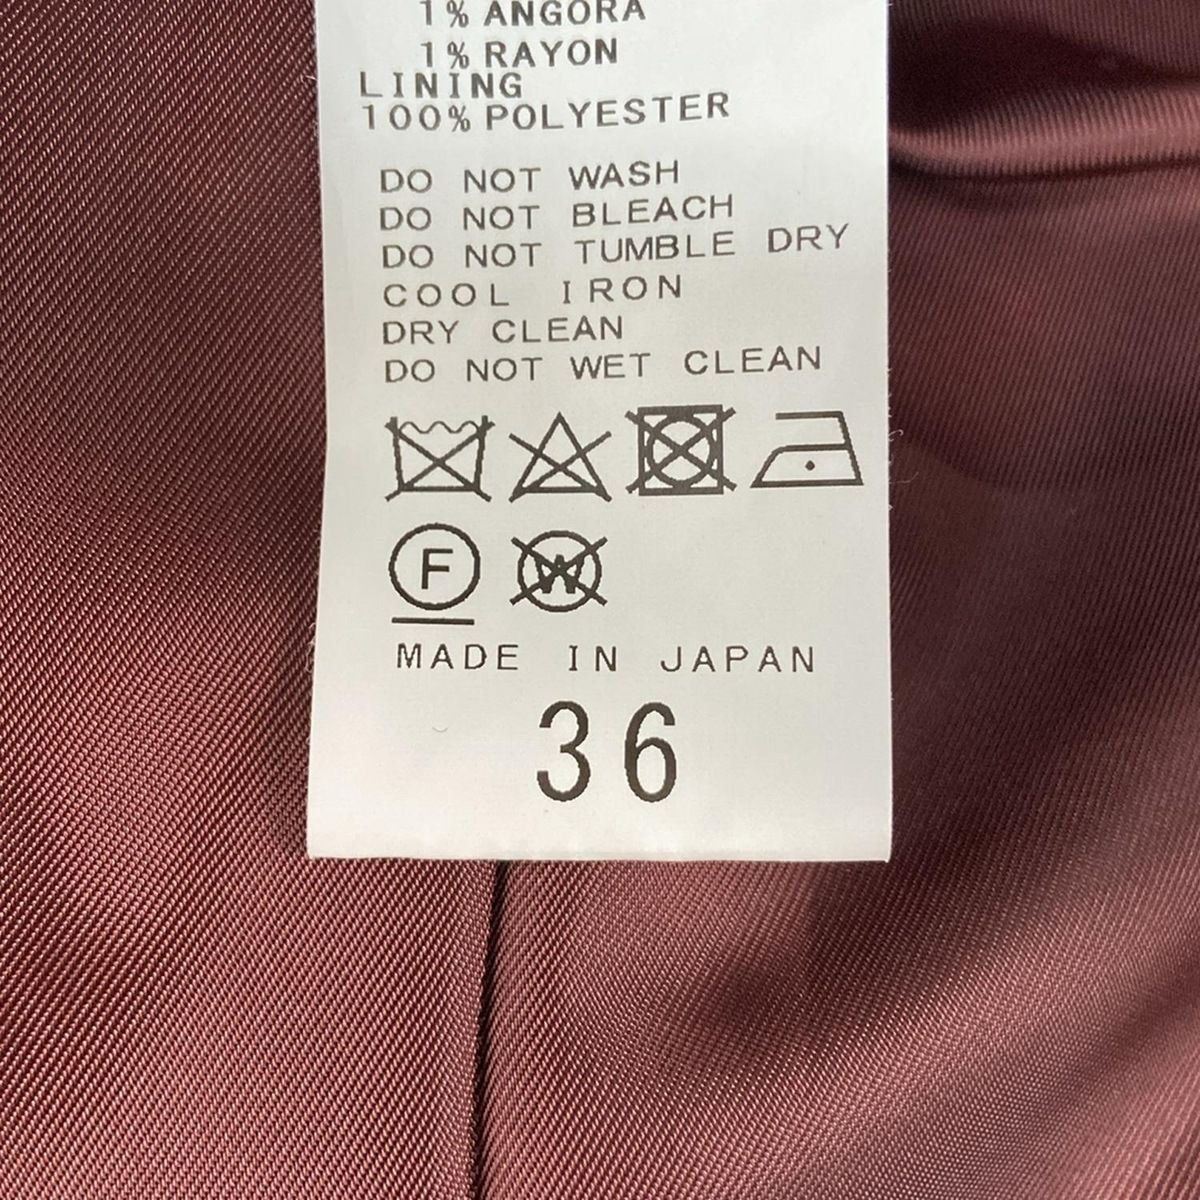 1% ANGORA
1% RAYON
LINING
100% POLYESTER
DO NOT WASH
DO NOT BLEACH
DO NOT TUMBLE DRY
COOL IRON
DRY CLEAN
DO NOT WET CLEAN
F W
MADE IN JAPAN
36